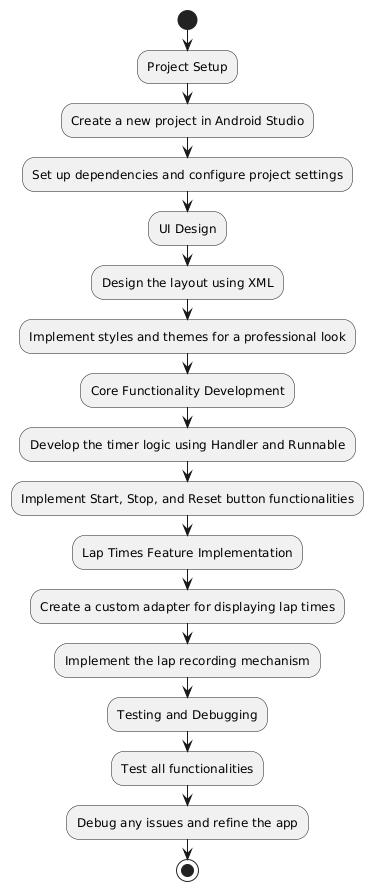 Project Setup
Create a new project in Android Studio
Set up dependencies and configure project settings
UI Design
Design the layout using XML
Implement styles and themes for a professional look
Core Functionality Development
Develop the timer logic using Handler and Runnable
Implement Start, Stop, and Reset button functionalities
Lap Times Feature Implementation
Create a custom adapter for displaying lap times
Implement the lap recording mechanism
Testing and Debugging
Test all functionalities
Debug any issues and refine the app